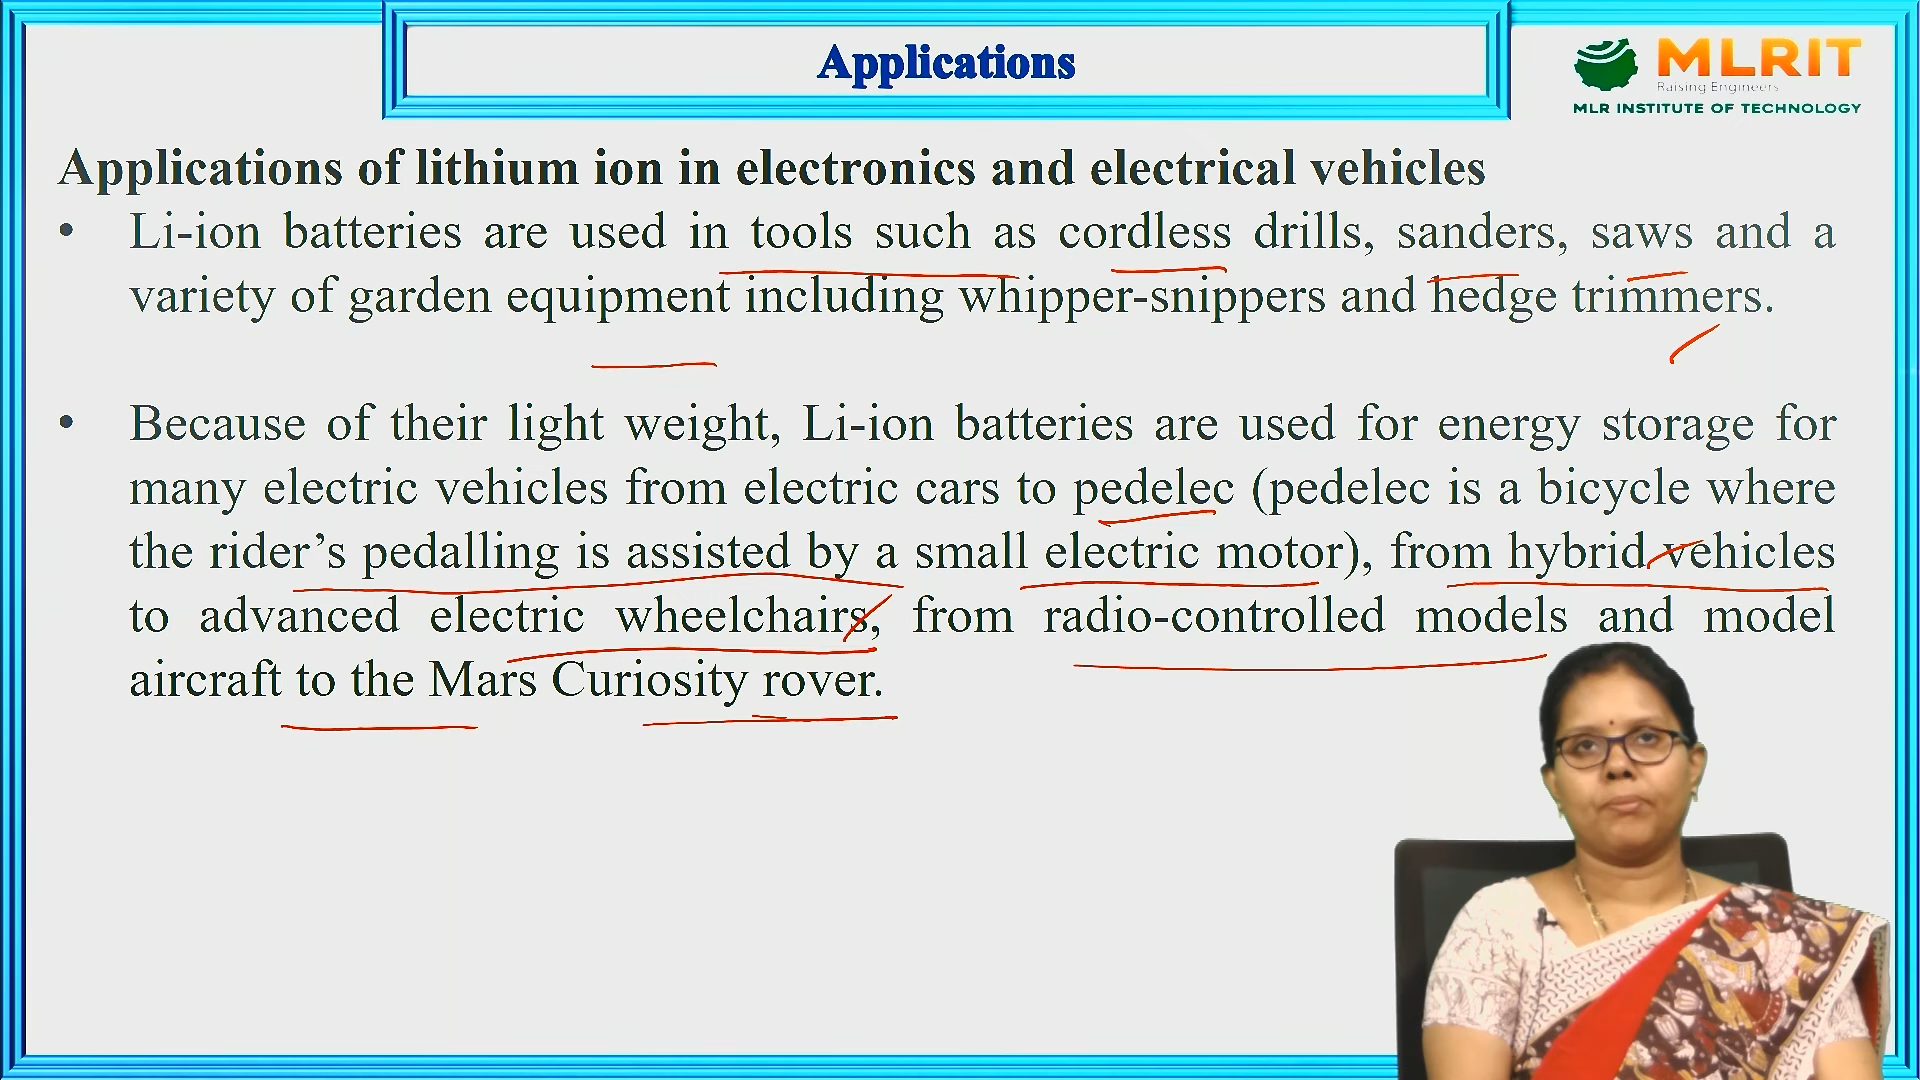 Applications
MLRIT
Raising Engineers
MLR INSTITUTE OF TECHNOLOGY
Applications of lithium ion in electronics and electrical vehicles
• Li-ion batteries are used in tools such as cordless drills, sanders, saws and a
variety of garden equipment including whipper-snippers and hedge trimmers.
• Because of their light weight, Li-ion batteries are used for energy storage for
many electric vehicles from electric cars to pedelec (pedelec is a bicycle where
the rider’s pedalling is assisted by a small electric motor), from hybrid vehicles
to advanced electric wheelchairs, from radio-controlled models and model
aircraft to the Mars Curiosity rover.